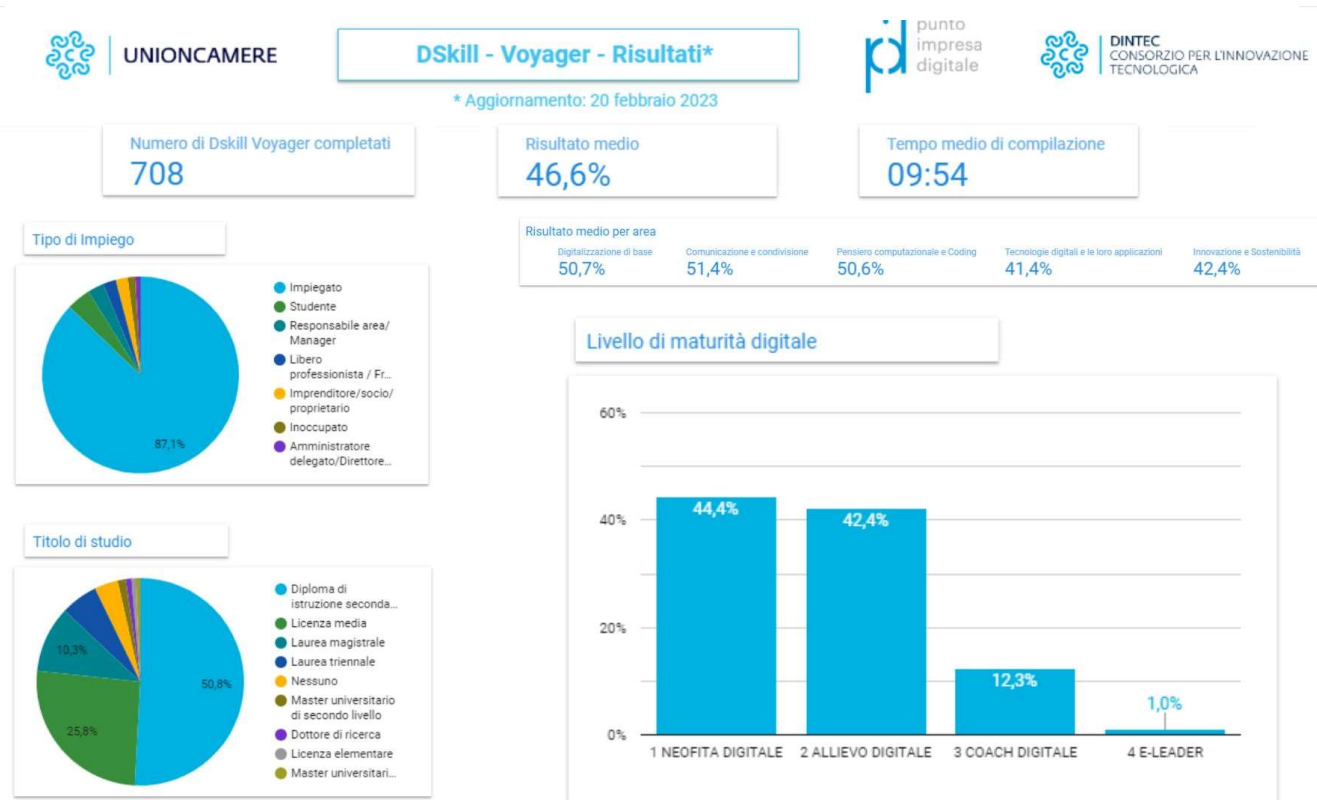 UNIONCAMERE
DSkill - Voyager - Risultati*
punto
impresa
digitale
DINTEC
CONSORZIO PER L'INNOVAZIONE
TECNOLOGICA
* Aggiornamento: 20 febbraio 2023
Numero di Dskill Voyager completati
708
Risultato medio
46,6%
Tempo medio di compilazione
09:54
Risultato medio per area
Digitalizzazione di base
50,7%
Comunicazione e condivisione
51,4%
Pensiero computazionale e Coding
50,6%
Tecnologie digitali e le loro applicazioni
41,4%
Innovazione e Sostenibilità
42,4%
Tipo di Impiego
87,1%
Impiegato
Studente
Responsabile area/
Manager
Libero
professionista / Fr...
Imprenditore/socio/
proprietario
Inoccupato
Amministratore
delegato/Direttore...
Titolo di studio
50,8%
25,8%
10,3%
Diploma di
istruzione seconda...
Licenza media
Laurea magistrale
Laurea triennale
Nessuno
Master universitario
di secondo livello
Dottore di ricerca
Licenza elementare
Master universitari...
Livello di maturità digitale
60%
40%
20%
0%
44,4%
42,4%
12,3%
1,0%
1 NEOFITA DIGITALE
2 ALLIEVO DIGITALE
3 COACH DIGITALE
4 E-LEADER